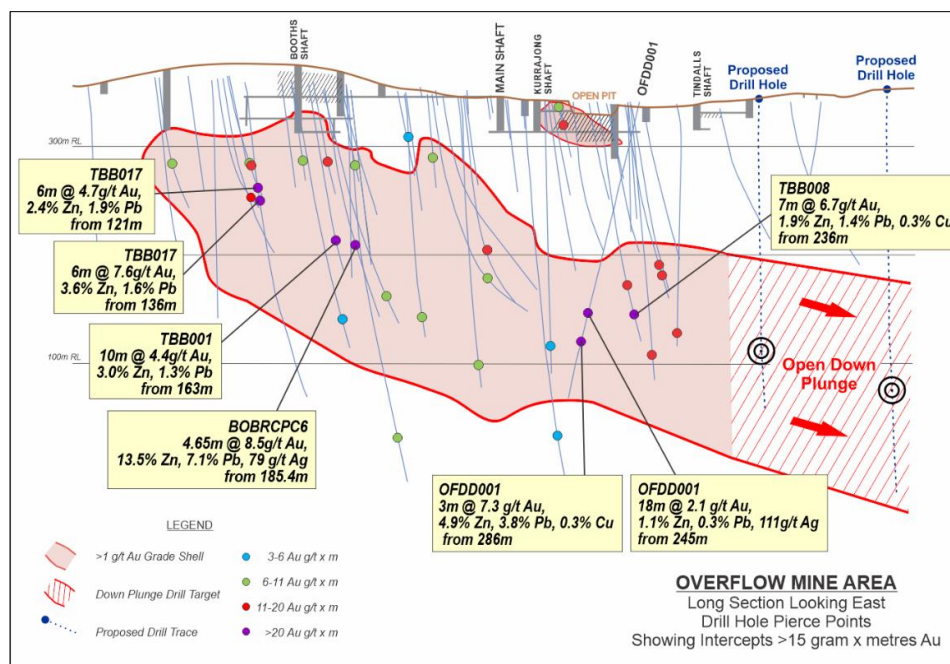 BOOTHS
SHAFT
MAIN SHAFT
KURRAJONG
SHAFT
OPEN PIT
OFDD001
TINDALLS
SHAFT
Proposed
Drill Hole
Proposed
Drill Hole
300m RL
100m RL
TBB017
6m @ 4.7g/t Au,
2.4% Zn, 1.9% Pb
from 121m
TBB017
6m @ 7.6g/t Au,
3.6% Zn, 1.6% Pb
from 136m
TBB001
10m @ 4.4g/t Au,
3.0% Zn, 1.3% Pb
from 163m
BOBRCPC6
4.65m @ 8.5g/t Au,
13.5% Zn, 7.1% Pb, 79 g/t Ag
from 185.4m
TBB008
7m @ 6.7g/t Au,
1.9% Zn, 1.4% Pb, 0.3% Cu
from 236m
Open Down
Plunge
OFDD001
3m @ 7.3 g/t Au,
4.9% Zn, 3.8% Pb, 0.3% Cu
from 286m
OFDD001
18m @ 2.1 g/t Au,
1.1% Zn, 0.3% Pb, 111g/t Ag
from 245m
LEGEND
>1 g/t Au Grade Shell
Down Plunge Drill Target
Proposed Drill Trace
3-6 Au g/t x m
6-11 Au g/t x m
11-20 Au g/t x m
>20 Au g/t x m
OVERFLOW MINE AREA
Long Section Looking East
Drill Hole Pierce Points
Showing Intercepts >15 gram x metres Au